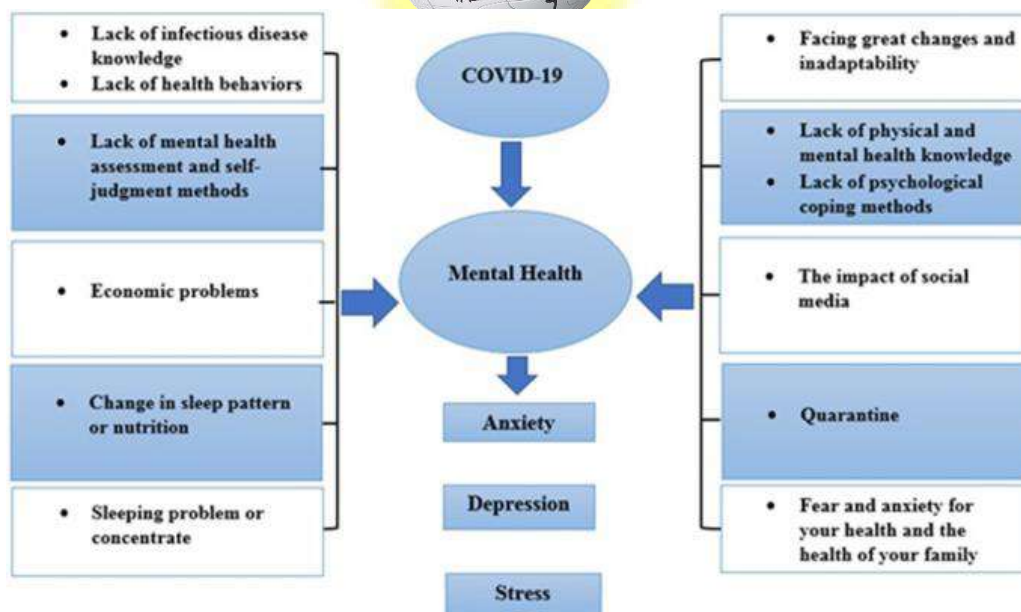 • Lack of infectious disease
knowledge
• Lack of health behaviors
• Lack of mental health
assessment and self-
judgment methods
• Economic problems
• Change in sleep pattern
or nutrition
• Sleeping problem or
concentrate
COVID-19
Mental Health
Anxiety
Depression
Stress
• Facing great changes and
inadaptability
• Lack of physical and
mental health knowledge
• Lack of psychological
coping methods
• The impact of social
media
• Quarantine
• Fear and anxiety for
your health and the
health of your family